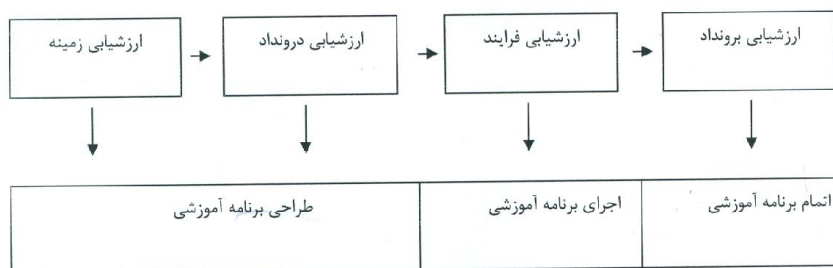 ارزشیابی زمینه
ارزشیابی درونداد
ارزشیابی فرایند
ارزشیابی برونداد
طراحی برنامه آموزشی
اجرای برنامه آموزشی
اتمام برنامه آموزشی